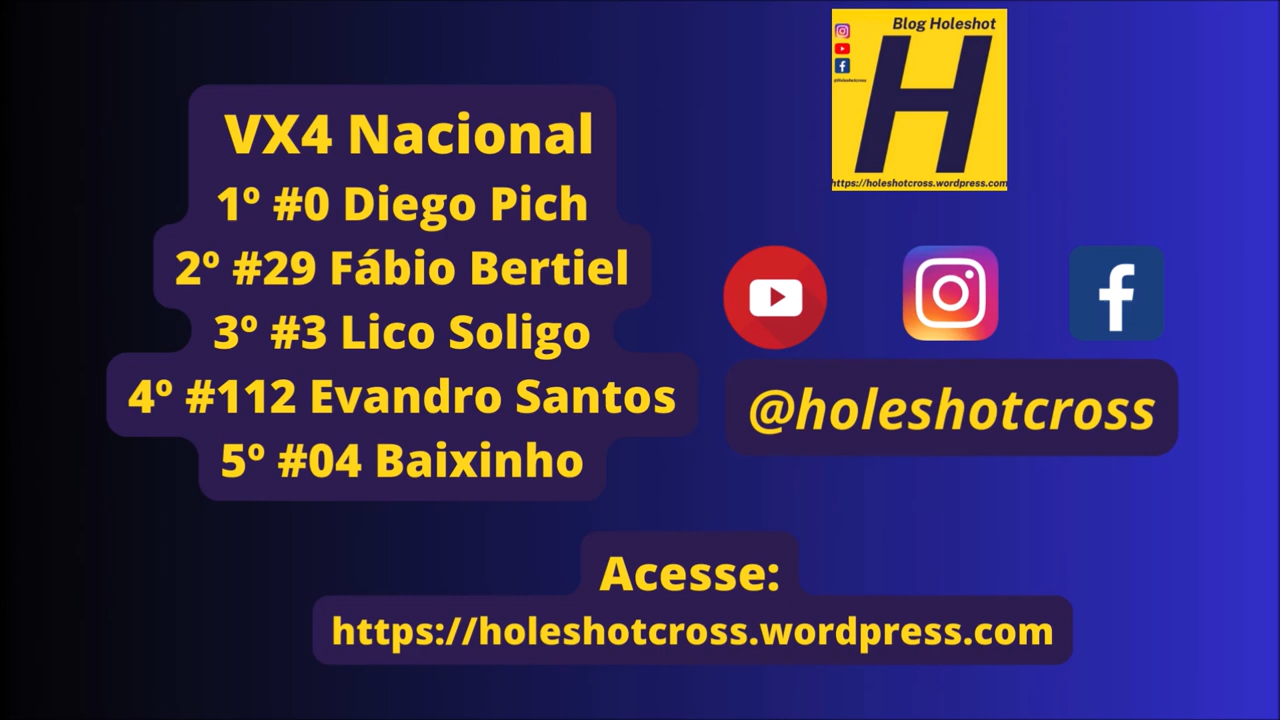 VX4 Nacional
1º #0 Diego Pich
2º #29 Fábio Bertiel
3º #3 Lico Soligo
4º #112 Evandro Santos
5º #04 Baixinho
Blog Holeshot
H
@holeshotcross
https://holeshotcross.wordpress.com
@holeshotcross
Acesse:
https://holeshotcross.wordpress.com